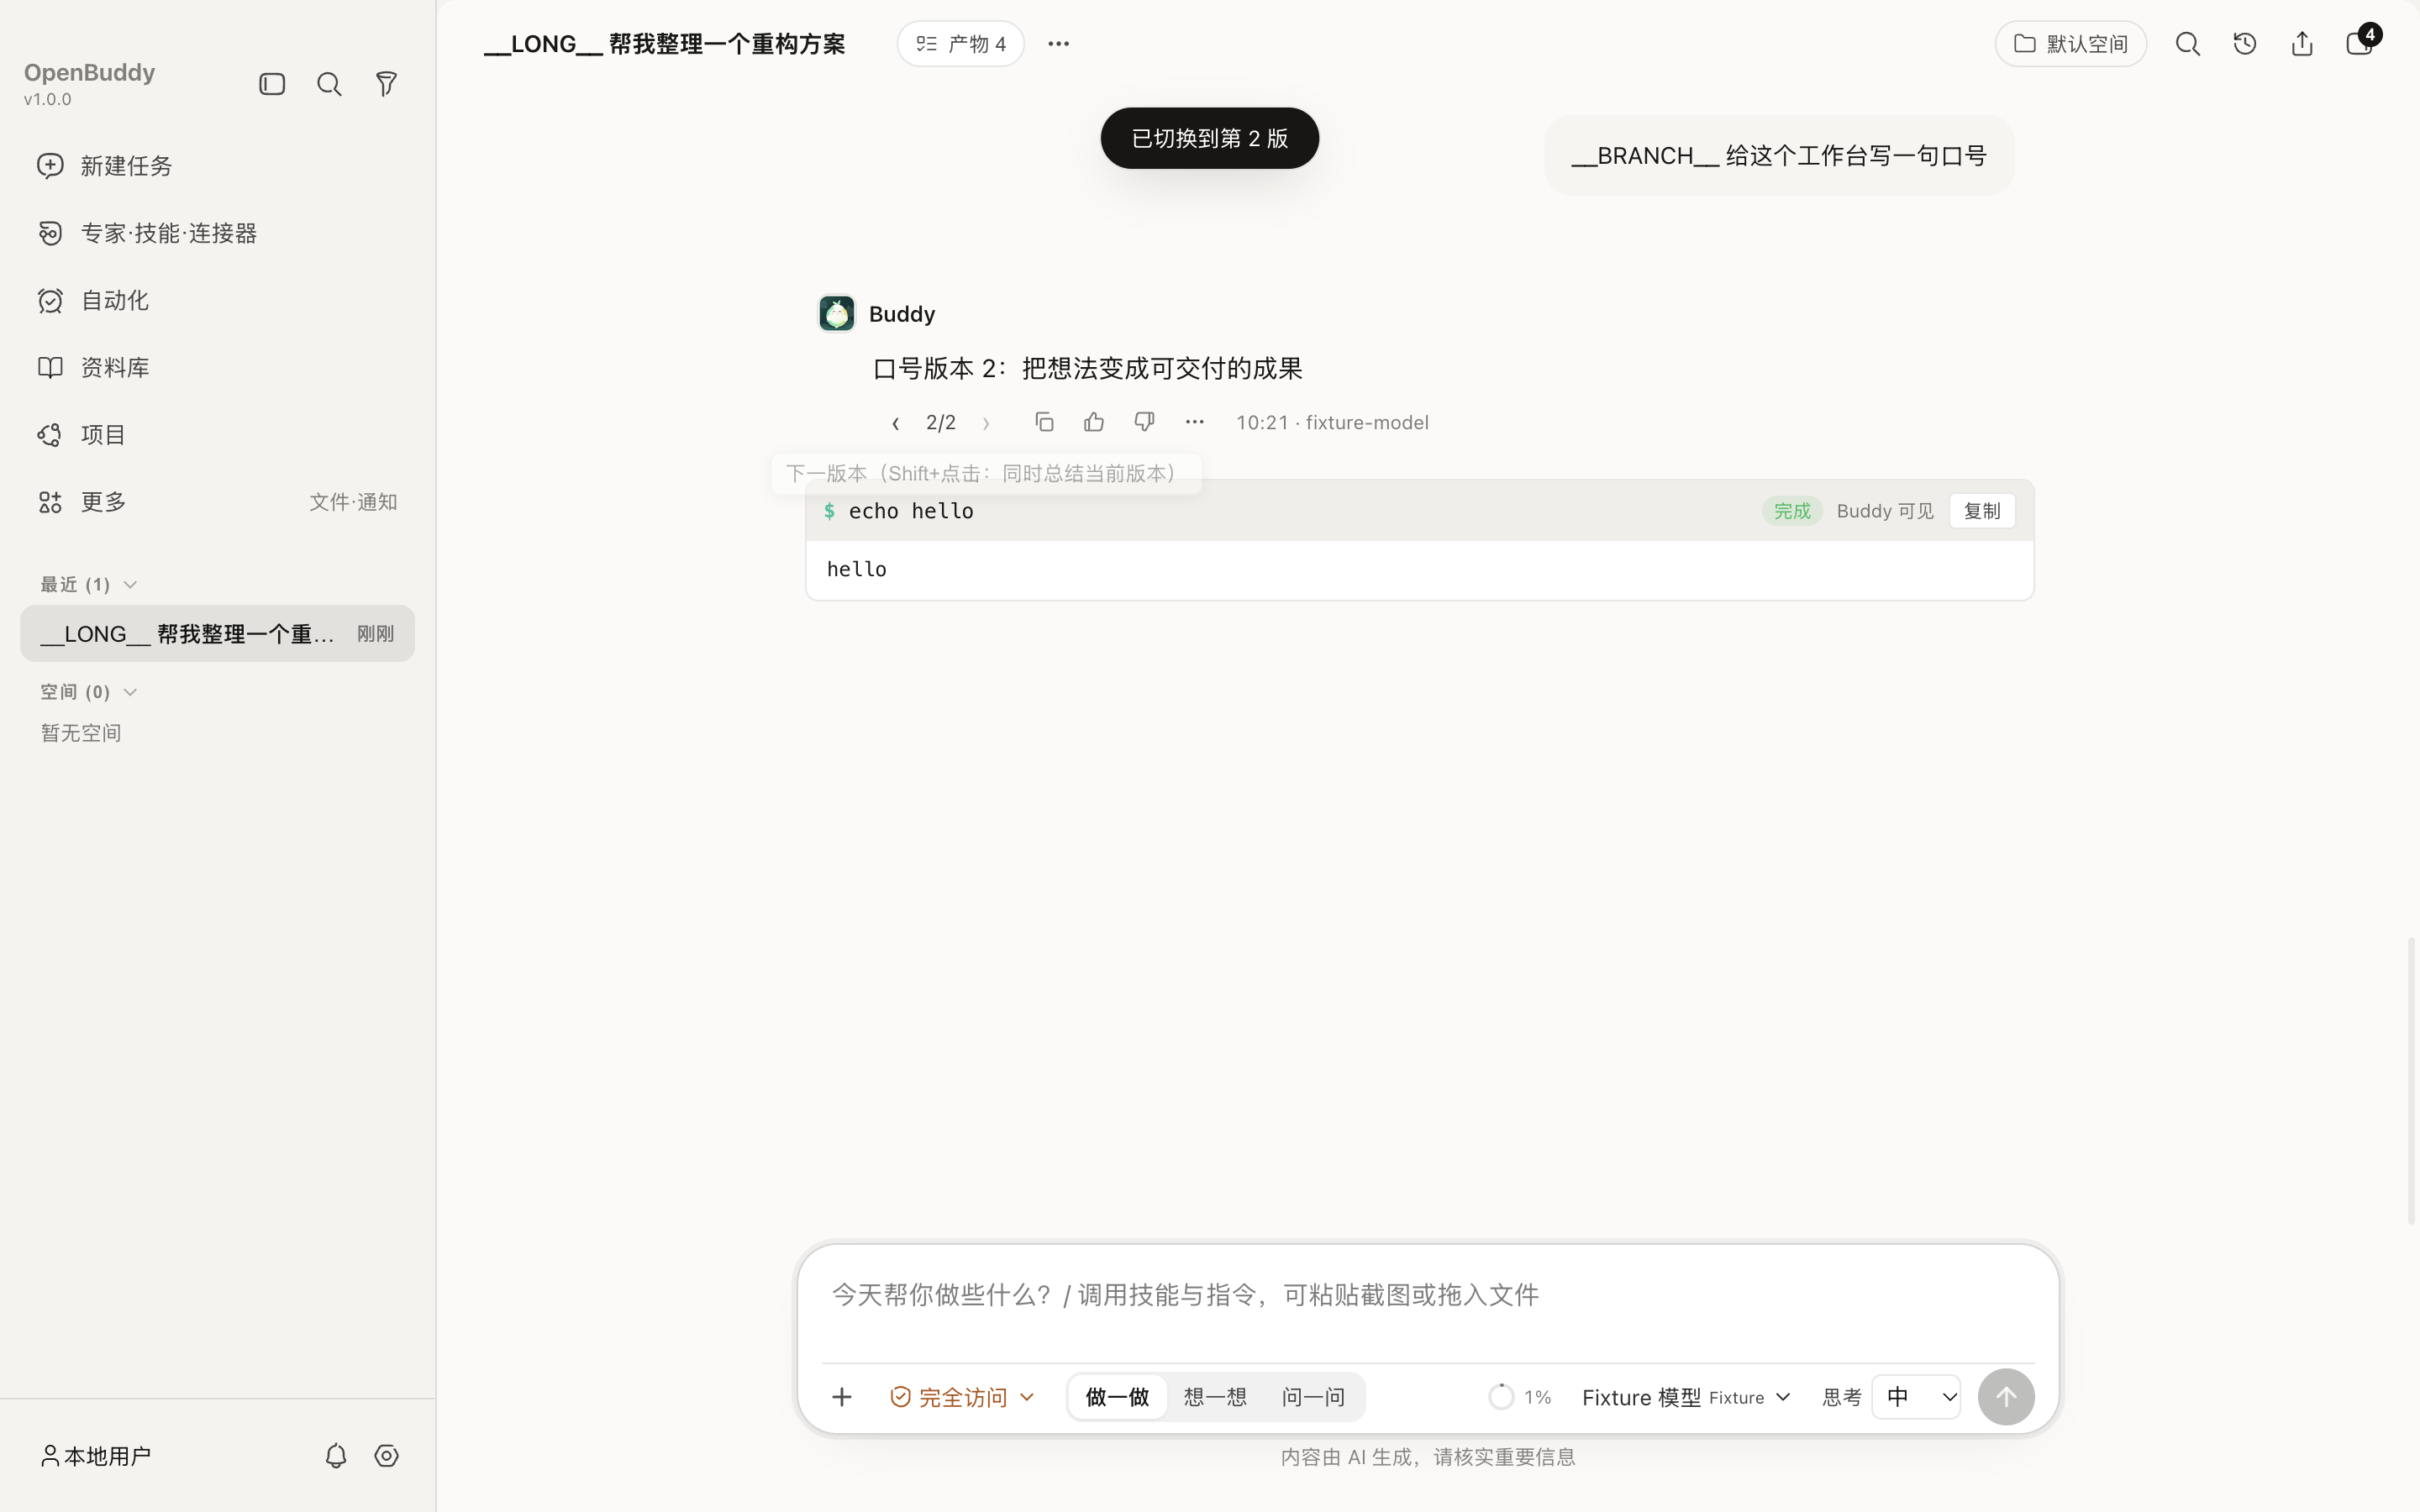 OpenBuddy
v1.0.0
新建任务
专家·技能·连接器
自动化
资料库
项目
更多 文件·通知
最近 (1)
__LONG__ 帮我整理一个重… 刚刚
空间 (0)
暂无空间
本地用户
__LONG__ 帮我整理一个重构方案 产物 4 默认空间 4
已切换到第 2 版
__BRANCH__ 给这个工作台写一句口号
Buddy
口号版本 2：把想法变成可交付的成果
2/2 10:21 · fixture-model
下一版本（Shift+点击：同时总结当前版本）
$ echo hello 完成 Buddy 可见 复制
hello
今天帮你做些什么？/ 调用技能与指令，可粘贴截图或拖入文件
完全访问 做一做 想一想 问一问 1% Fixture 模型 Fixture 思考 中
内容由 AI 生成，请核实重要信息